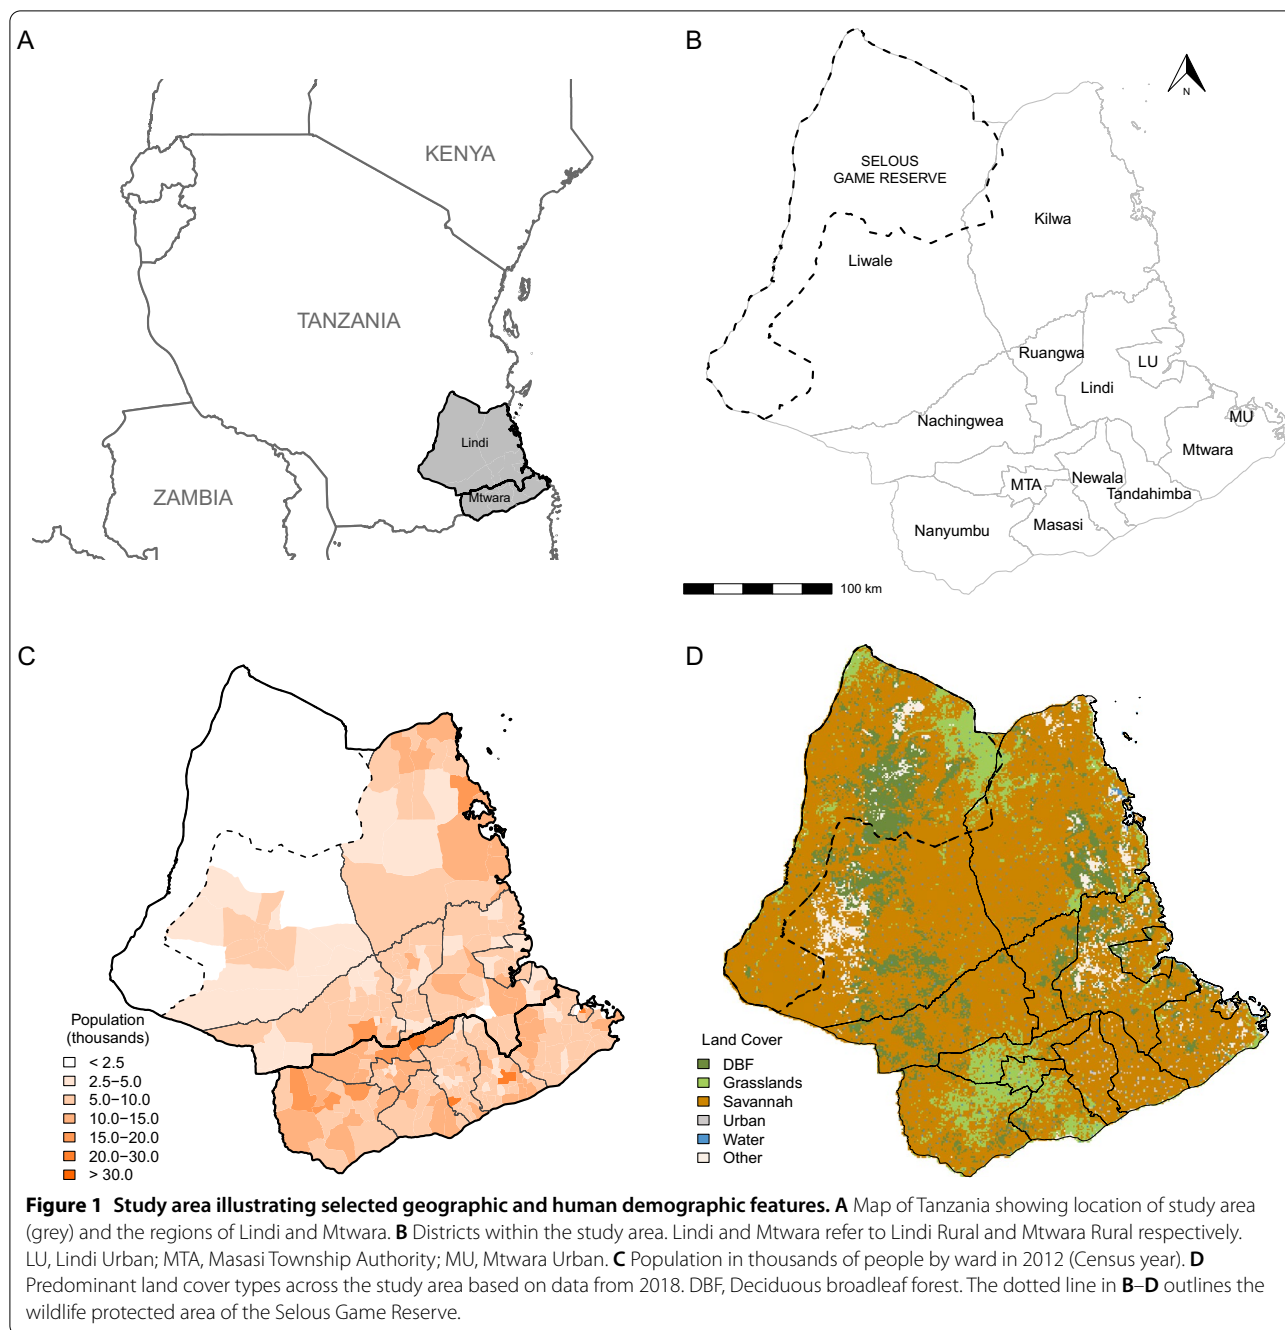 A
KENYA
TANZANIA
Lindi
Mtwara
ZAMBIA
B
N
SELOUS
GAME RESERVE
Kilwa
Liwale
Ruangwa
LU
Lindi
Nachingwea
MU
Mtwara
MTA
Newala
Tandahimba
Nanyumbu
Masasi
100 km
C
Population
(thousands)
< 2.5
2.5–5.0
5.0–10.0
10.0–15.0
15.0–20.0
20.0–30.0
> 30.0
D
Land Cover
DBF
Grasslands
Savannah
Urban
Water
Other
Figure 1 Study area illustrating selected geographic and human demographic features. A Map of Tanzania showing location of study area
(grey) and the regions of Lindi and Mtwara. B Districts within the study area. Lindi and Mtwara refer to Lindi Rural and Mtwara Rural respectively.
LU, Lindi Urban; MTA, Masasi Township Authority; MU, Mtwara Urban. C Population in thousands of people by ward in 2012 (Census year). D
Predominant land cover types across the study area based on data from 2018. DBF, Deciduous broadleaf forest. The dotted line in B–D outlines the
wildlife protected area of the Selous Game Reserve.